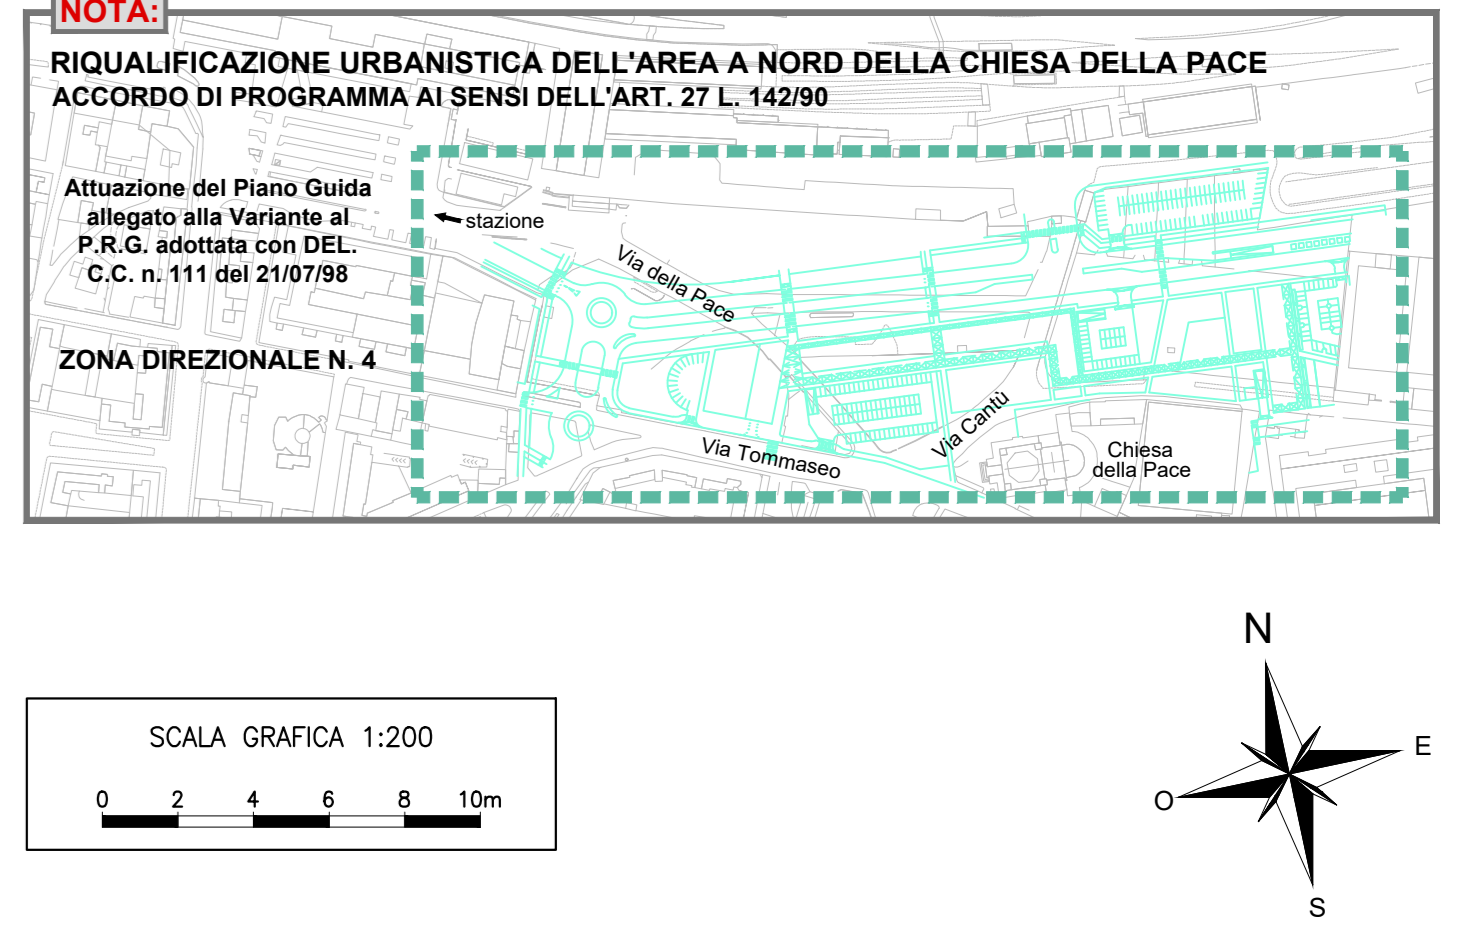 NOTA:
RIQUALIFICAZIONE URBANISTICA DELL'AREA A NORD DELLA CHIESA DELLA PACE
ACCORDO DI PROGRAMMA AI SENSI DELL'ART. 27 L. 142/90
Attuazione del Piano Guida
allegato alla Variante al
P.R.G. adottata con DEL.
C.C. n. 111 del 21/07/98
ZONA DIREZIONALE N. 4
stazione
Via della Pace
Via Tommaseo
Via Cantù
Chiesa
della Pace
SCALA GRAFICA 1:200
0 2 4 6 8 10m
N
E
O
S